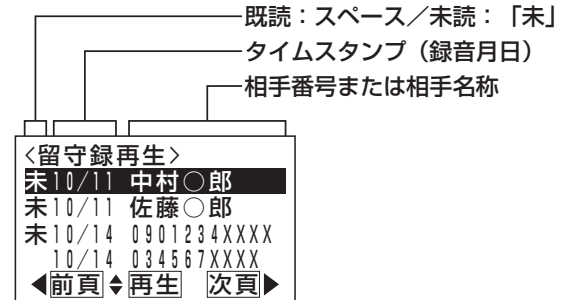 既読：スペース／未読：「未」
タイムスタンプ（録音月日）
相手番号または相手名称
<留守録再生>
未10/11 中村○郎
未10/11 佐藤○郎
未10/14 0901234XXXX
10/14 034567XXXX
◀前頁◆再生 次頁▶